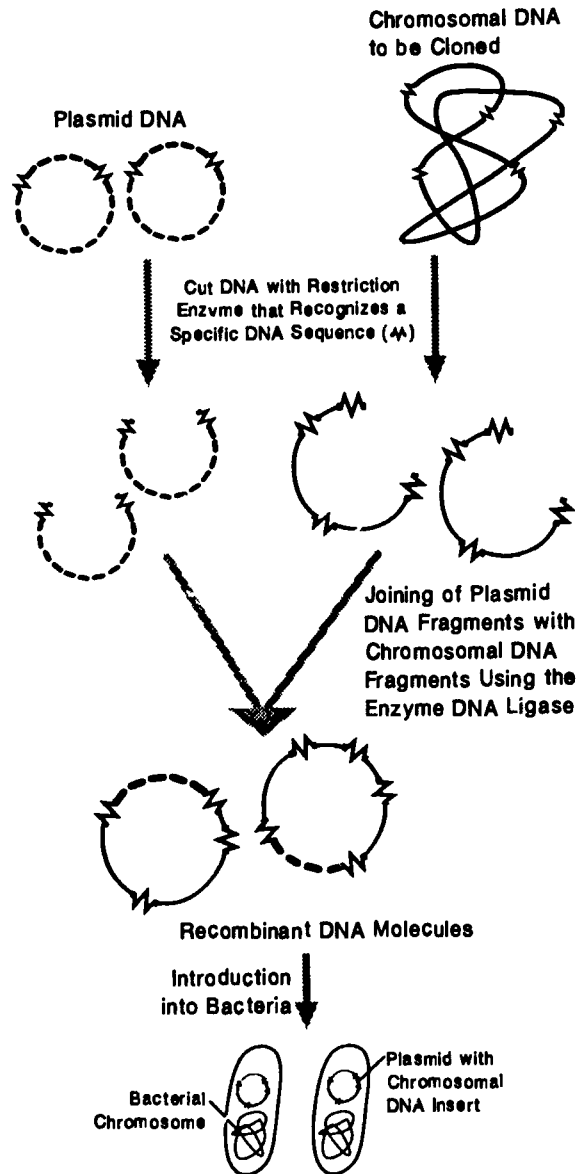 Chromosomal DNA
to be Cloned
Plasmid DNA
Cut DNA with Restriction
Enzyme that Recognizes a
Specific DNA Sequence ( )
Joining of Plasmid
DNA Fragments with
Chromosomal DNA
Fragments Using the
Enzyme DNA Ligase
Recombinant DNA Molecules
Introduction
into Bacteria
Bacterial
Chromosome
Plasmid with
Chromosomal
DNA Insert